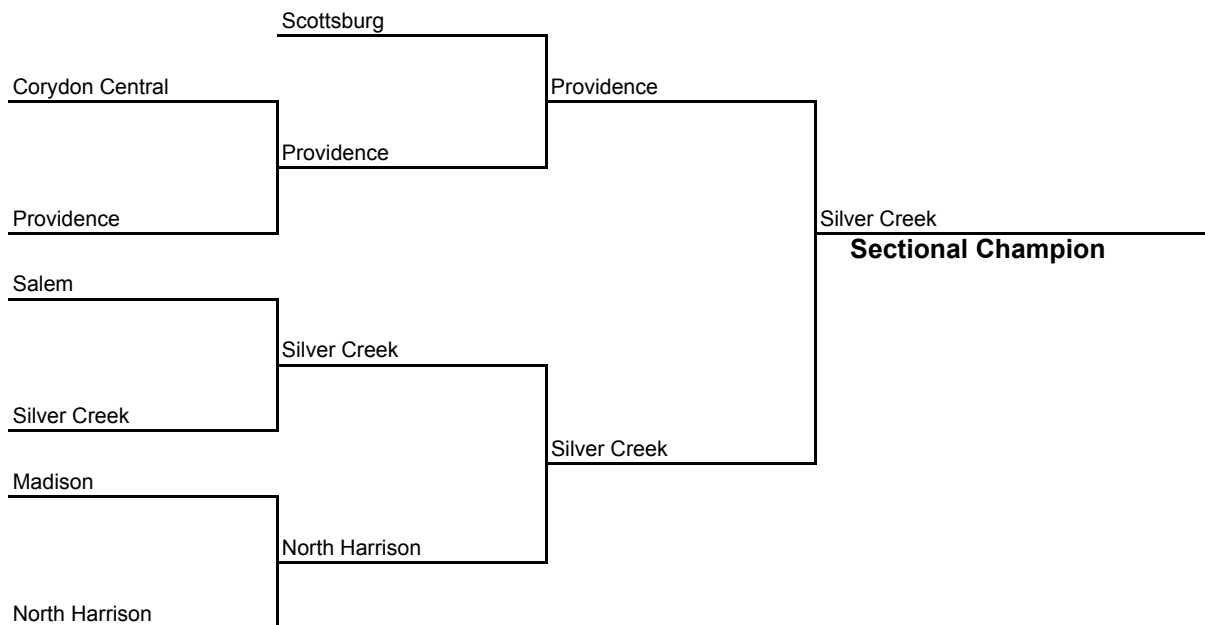 Scottsburg
Corydon Central
Providence
Providence
Providence
Silver Creek
Sectional Champion
Salem
Silver Creek
Silver Creek
Silver Creek
Madison
North Harrison
North Harrison